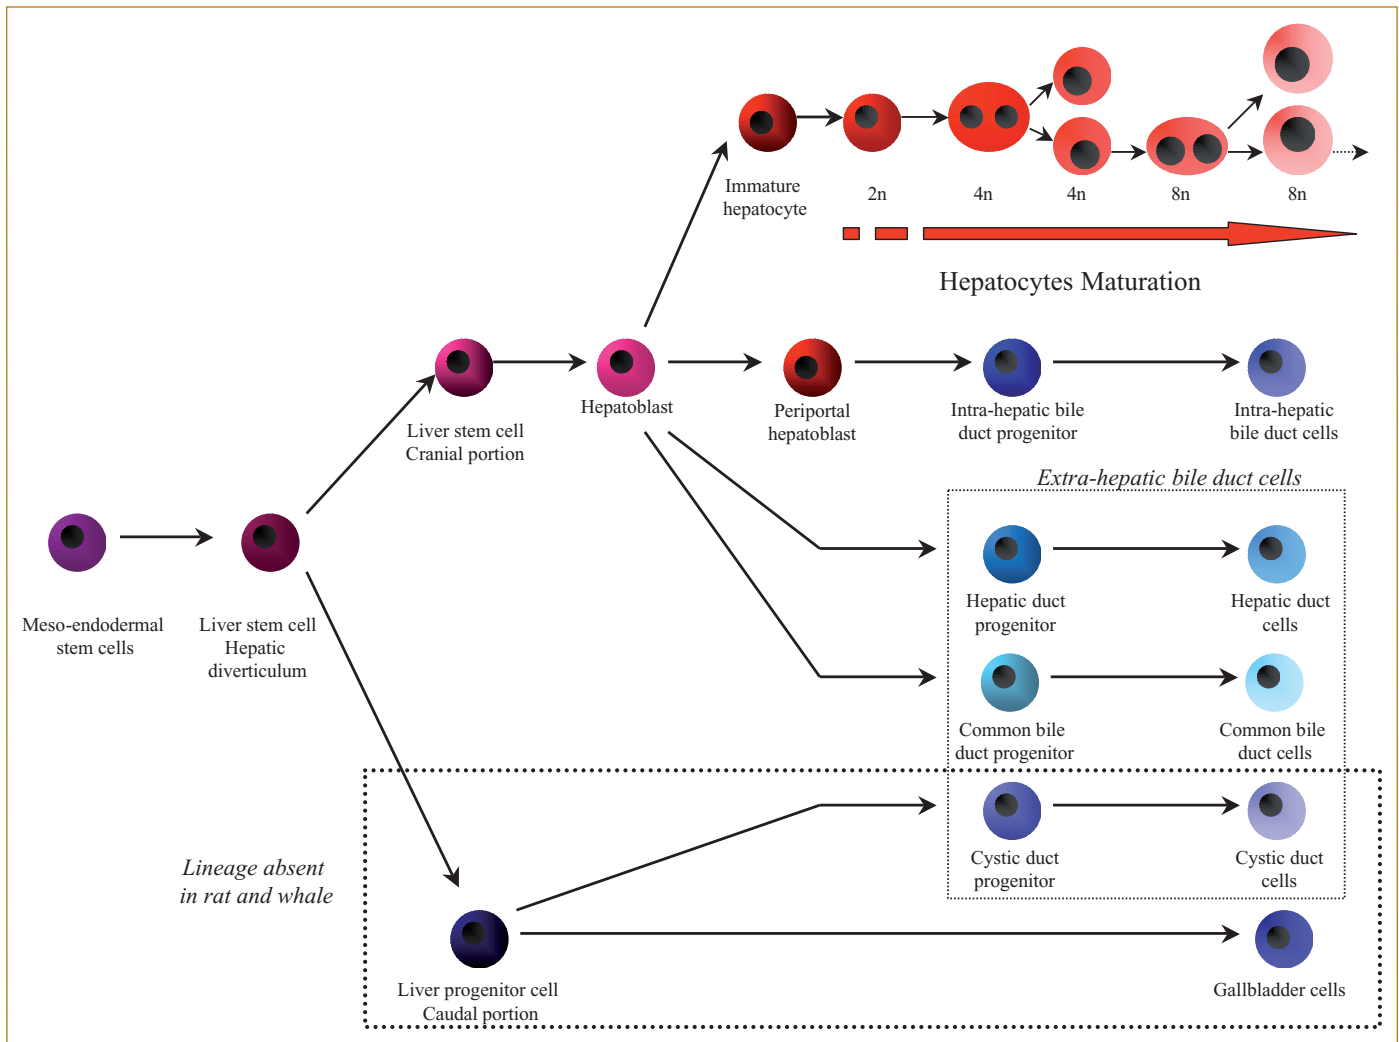 Immature
hepatocyte
2n
4n
4n
8n
8n
Hepatocytes Maturation
Liver stem cell
Cranial portion
Hepatoblast
Periportal
hepatoblast
Intra-hepatic bile
duct progenitor
Intra-hepatic
bile duct cells
Extra-hepatic bile duct cells
Meso-endodermal
stem cells
Liver stem cell
Hepatic
diverticulum
Hepatic duct
progenitor
Hepatic duct
cells
Common bile
duct progenitor
Common bile
duct cells
Lineage absent
in rat and whale
Cystic duct
progenitor
Cystic duct
cells
Liver progenitor cell
Caudal portion
Gallbladder cells